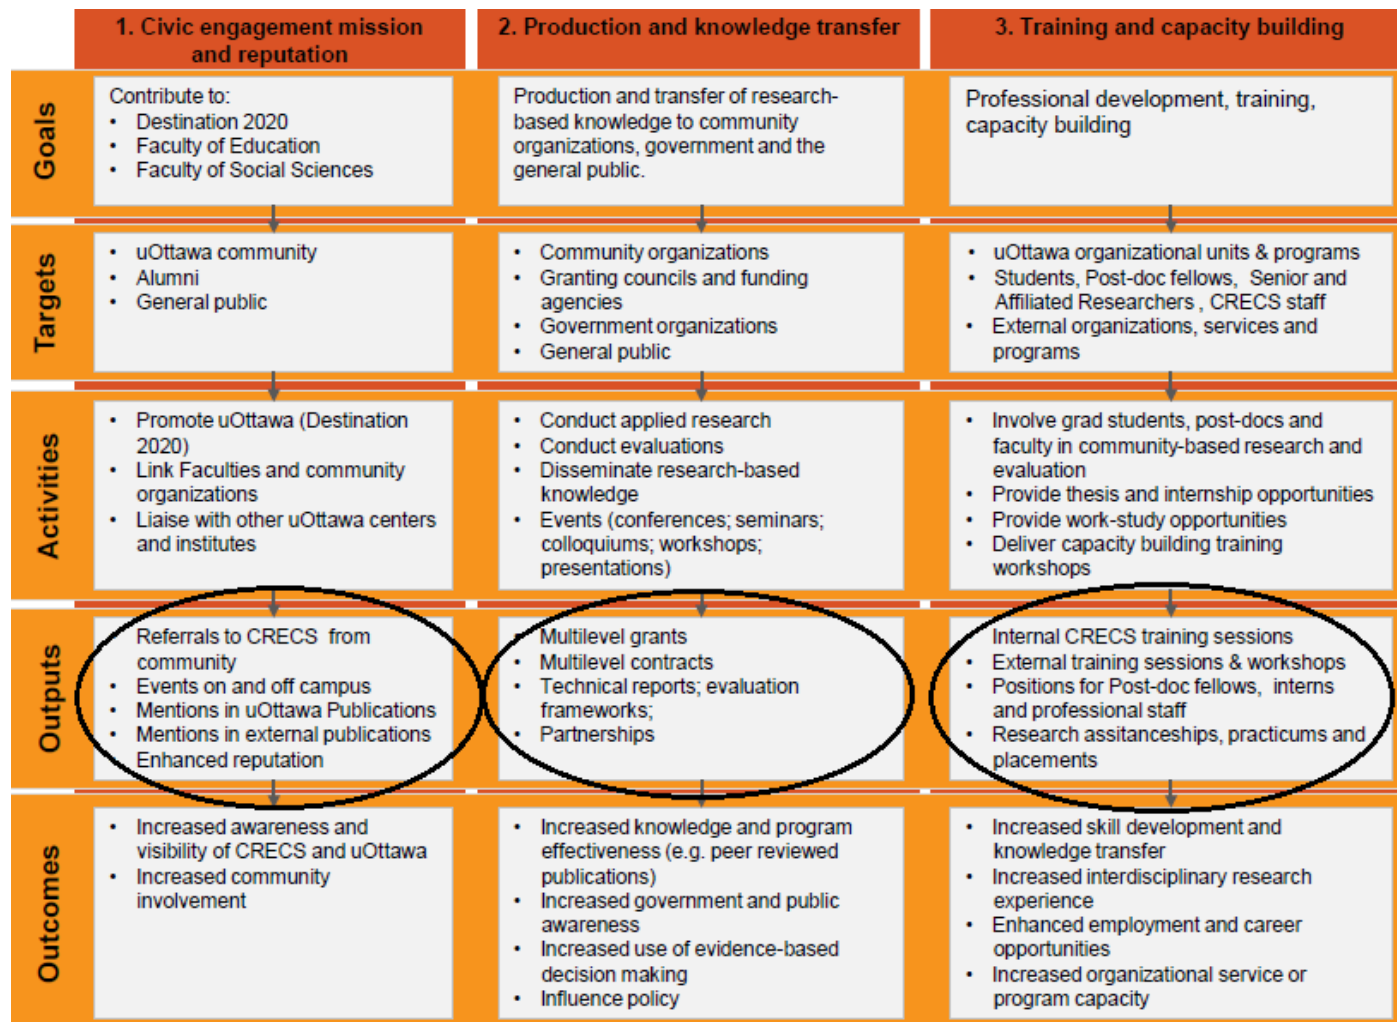 1. Civic engagement mission
and reputation
2. Production and knowledge transfer
3. Training and capacity building
Goals
Contribute to:
• Destination 2020
• Faculty of Education
• Faculty of Social Sciences
Production and transfer of research-
based knowledge to community
organizations, government and the
general public.
Professional development, training,
capacity building
Targets
• uOttawa community
• Alumni
• General public
• Community organizations
• Granting councils and funding
agencies
• Government organizations
• General public
• uOttawa organizational units & programs
• Students, Post-doc fellows, Senior and
Affiliated Researchers , CRECS staff
• External organizations, services and
programs
Activities
• Promote uOttawa (Destination
2020)
• Link Faculties and community
organizations
• Liaise with other uOttawa centers
and institutes
• Conduct applied research
• Conduct evaluations
• Disseminate research-based
knowledge
• Events (conferences; seminars;
colloquiums; workshops;
presentations)
• Involve grad students, post-docs and
faculty in community-based research and
evaluation
• Provide thesis and internship opportunities
• Provide work-study opportunities
• Deliver capacity building training
workshops
Outputs
Referrals to CRECS from
community
• Events on and off campus
• Mentions in uOttawa Publications
• Mentions in external publications
Enhanced reputation
• Multilevel grants
• Multilevel contracts
• Technical reports; evaluation
frameworks;
• Partnerships
Internal CRECS training sessions
• External training sessions & workshops
• Positions for Post-doc fellows, interns
and professional staff
• Research assitanceships, practicums and
placements
Outcomes
• Increased awareness and
visibility of CRECS and uOttawa
• Increased community
involvement
• Increased knowledge and program
effectiveness (e.g. peer reviewed
publications)
• Increased government and public
awareness
• Increased use of evidence-based
decision making
• Influence policy
• Increased skill development and
knowledge transfer
• Increased interdisciplinary research
experience
• Enhanced employment and career
opportunities
• Increased organizational service or
program capacity